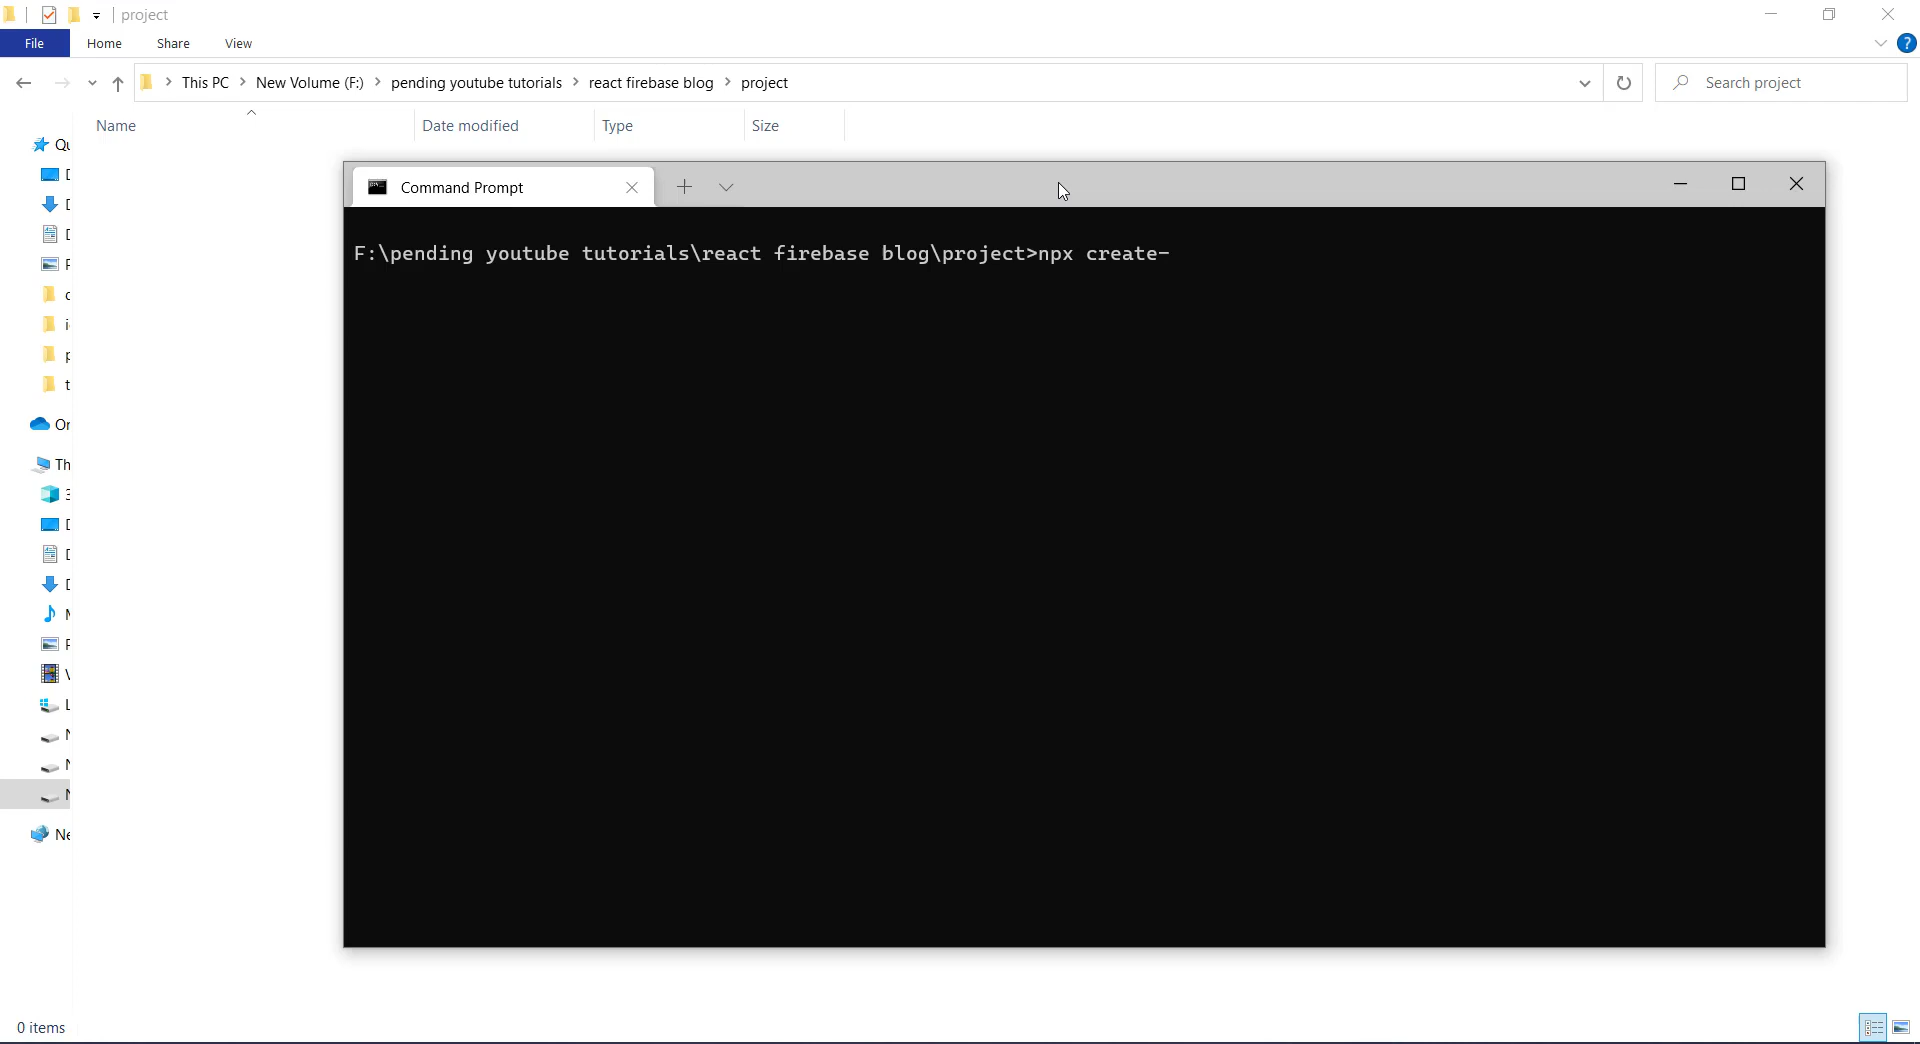 project
File Home Share View
This PC New Volume (F:) pending youtube tutorials react firebase blog project
Search project
Name Date modified Type Size
Command Prompt
F:\pending youtube tutorials\react firebase blog\project>npx create-
0 items